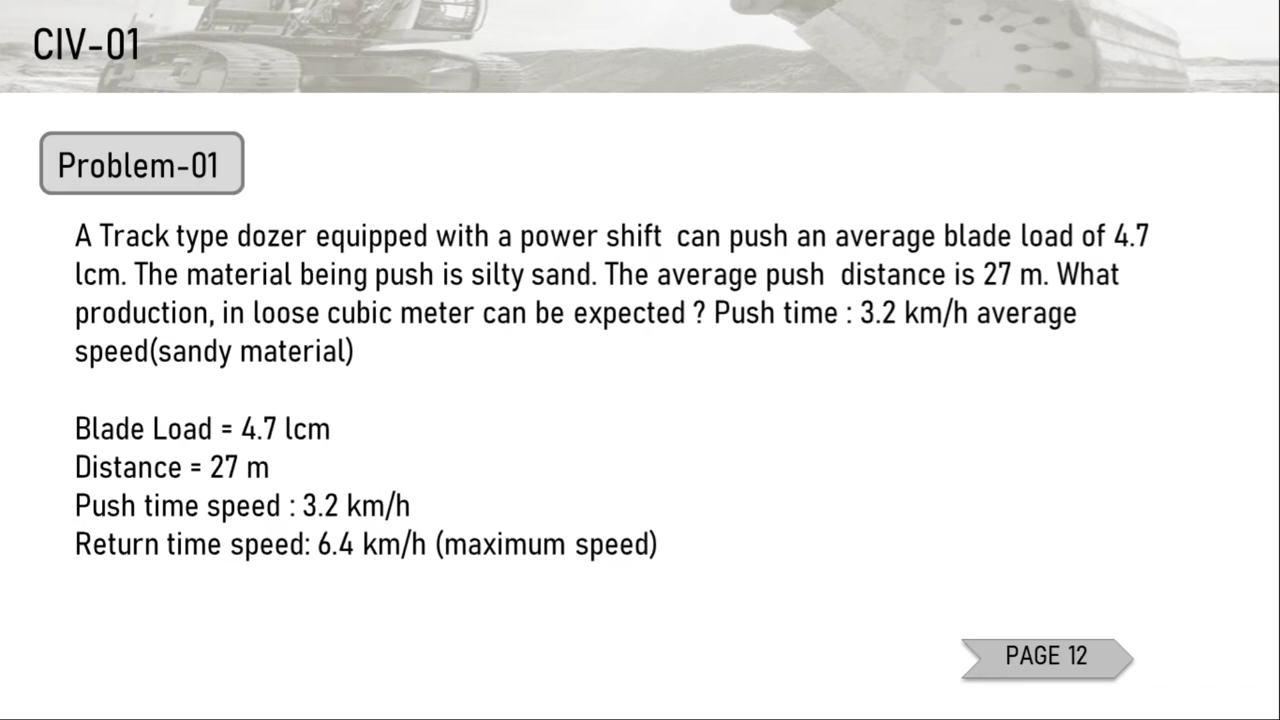 CIV-01
Problem-01
A Track type dozer equipped with a power shift can push an average blade load of 4.7
lcm. The material being push is silty sand. The average push distance is 27 m. What
production, in loose cubic meter can be expected ? Push time : 3.2 km/h average
speed(sandy material)
Blade Load = 4.7 lcm
Distance = 27 m
Push time speed : 3.2 km/h
Return time speed: 6.4 km/h (maximum speed)
PAGE 12